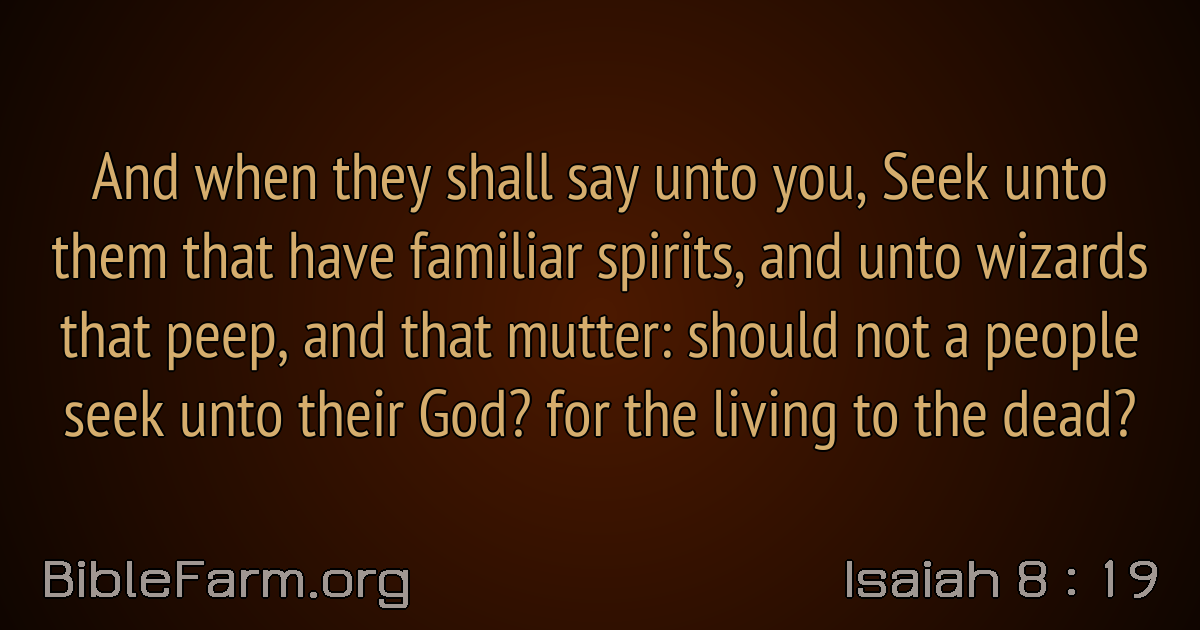 And when they shall say unto you, Seek unto
them that have familiar spirits, and unto wizards
that peep, and that mutter: should not a people
seek unto their God? for the living to the dead?
BibleFarm.org
Isaiah 8 : 19